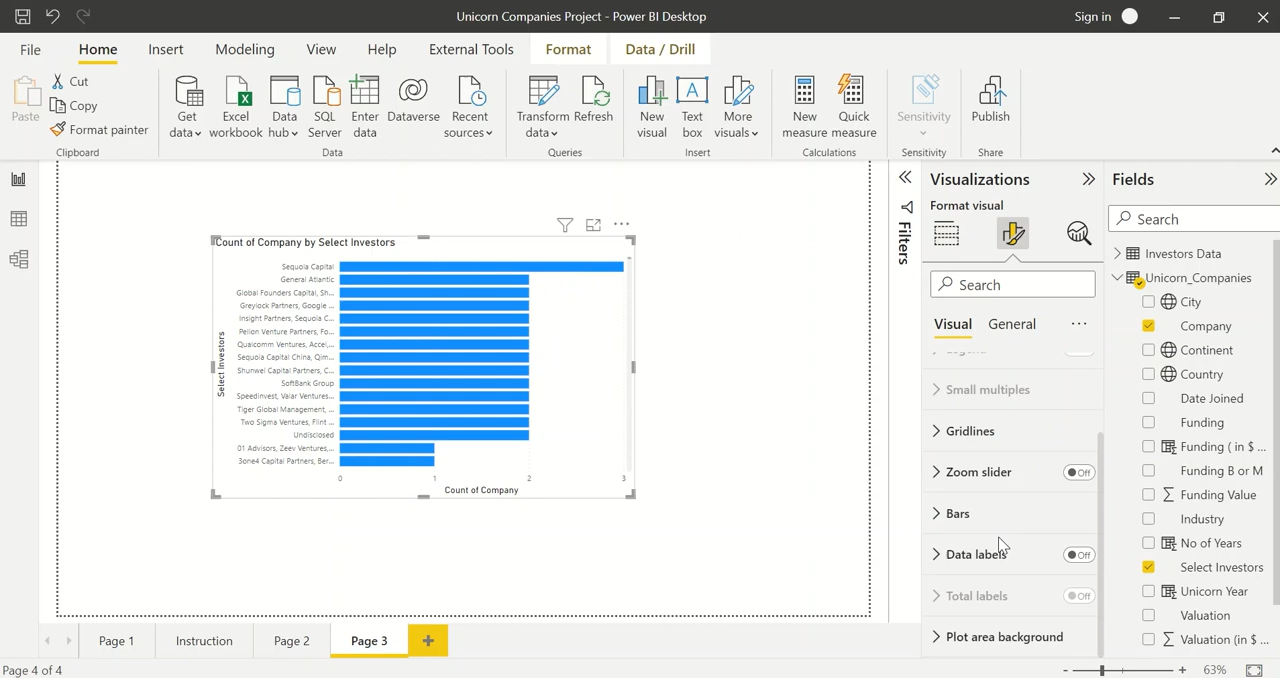 Unicorn Companies Project - Power BI Desktop
Sign in
File
Home
Insert
Modeling
View
Help
External Tools
Format
Data / Drill
Paste
Cut
Copy
Format painter
Clipboard
Get
data
Excel
workbook
Data
hub
SQL
Server
Enter
data
Dataverse
Recent
sources
Data
Transform
data
Refresh
Queries
New
visual
Text
box
More
visuals
Insert
New
measure
Quick
measure
Calculations
Sensitivity
Sensitivity
Publish
Share
Count of Company by Select Investors
Select Investors
Sequoia Capital
General Atlantic
Global Founders Capital, Sh...
Greylock Partners, Google ...
Insight Partners, Sequoia C...
Pelion Venture Partners, Fo...
Qualcomm Ventures, Accel,...
Sequoia Capital China, Qim...
Shunwei Capital Partners, C...
SoftBank Group
Speedinvest, Valar Ventures...
Tiger Global Management, ...
Two Sigma Ventures, Flint ...
Undisclosed
01 Advisors, Zeev Ventures,...
3one4 Capital Partners, Ber...
0 1 2 3
Count of Company
Filters
Visualizations
Format visual
Search
Visual
General
...
Small multiples
Gridlines
Zoom slider
Off
Bars
Data labels
Off
Total labels
Off
Plot area background
Fields
Search
Investors Data
Unicorn_Companies
City
Company
Continent
Country
Date Joined
Funding
Funding ( in $ ...
Funding B or M
Funding Value
Industry
No of Years
Select Investors
Unicorn Year
Valuation
Valuation (in $ ...
Page 1
Instruction
Page 2
Page 3
+
Page 4 of 4
- + 63%